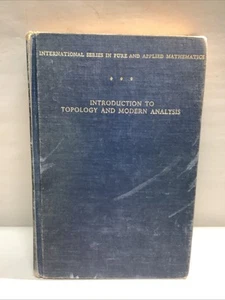 INTERNATIONAL SERIES IN PURE AND APPLIED MATHEMATICS
* * *
INTRODUCTION TO
TOPOLOGY AND MODERN ANALYSIS